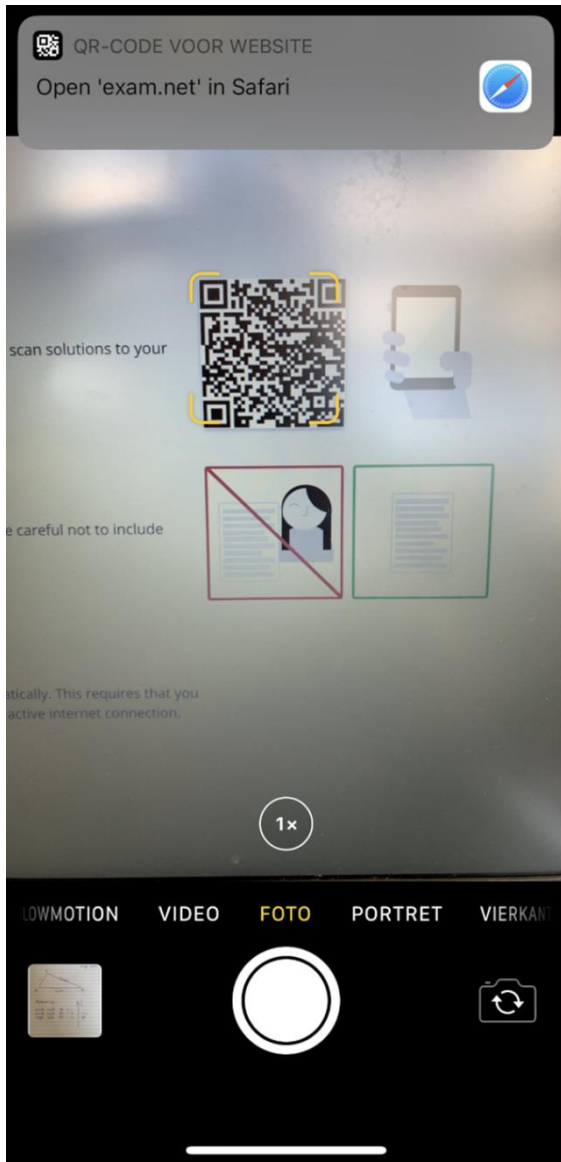 QR-CODE VOOR WEBSITE
Open 'exam.net' in Safari
scan solutions to your
e careful not to include
atically. This requires that you
active internet connection.
1×
LOWMOTION VIDEO FOTO PORTRET VIERKANT